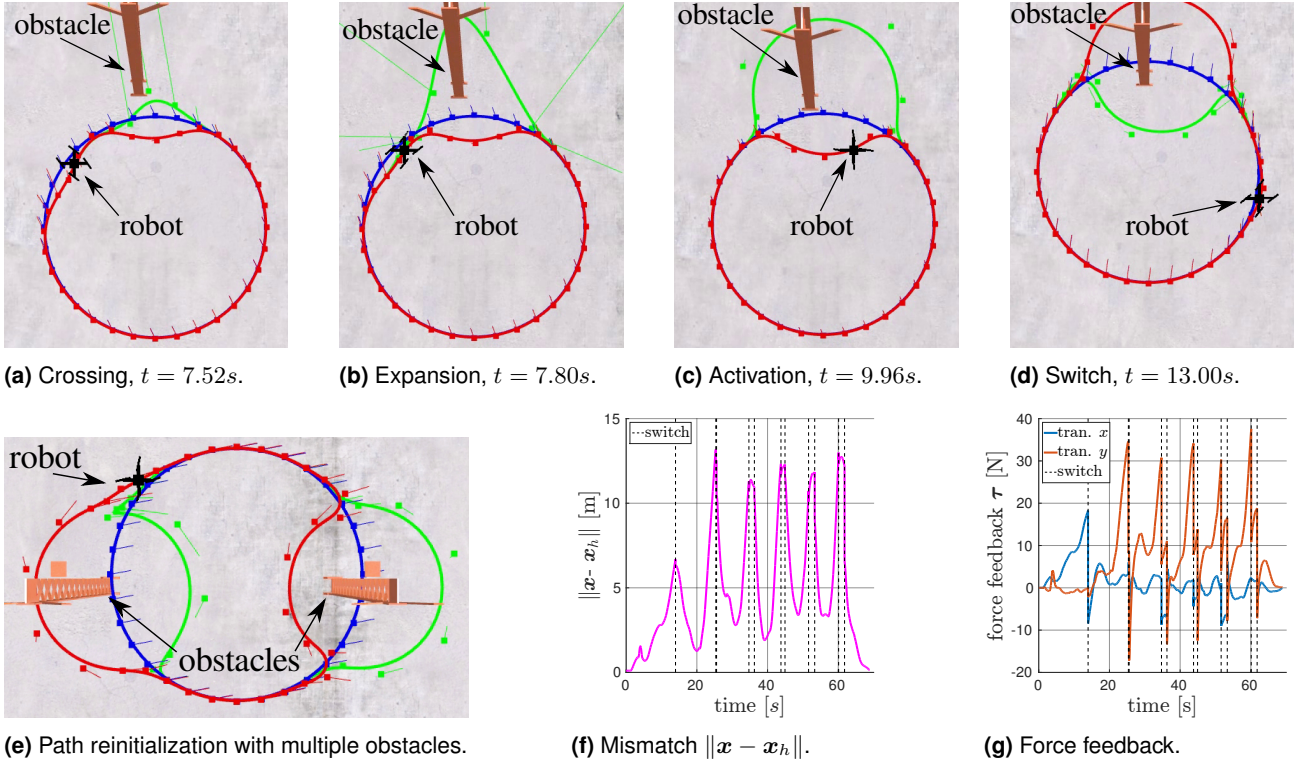 obstacle
robot
(a) Crossing, t = 7.52s.
obstacle
robot
(b) Expansion, t = 7.80s.
obstacle
robot
(c) Activation, t = 9.96s.
obstacle
robot
(d) Switch, t = 13.00s.
robot
obstacles
(e) Path reinitialization with multiple obstacles.
15
10
5
0
‖x- x_h‖ [m]
switch
0 20 40 60
time [s]
(f) Mismatch ‖x − x_h‖.
40
30
20
10
0
-10
-20
force feedback τ [N]
tran. x
tran. y
switch
0 20 40 60
time [s]
(g) Force feedback.